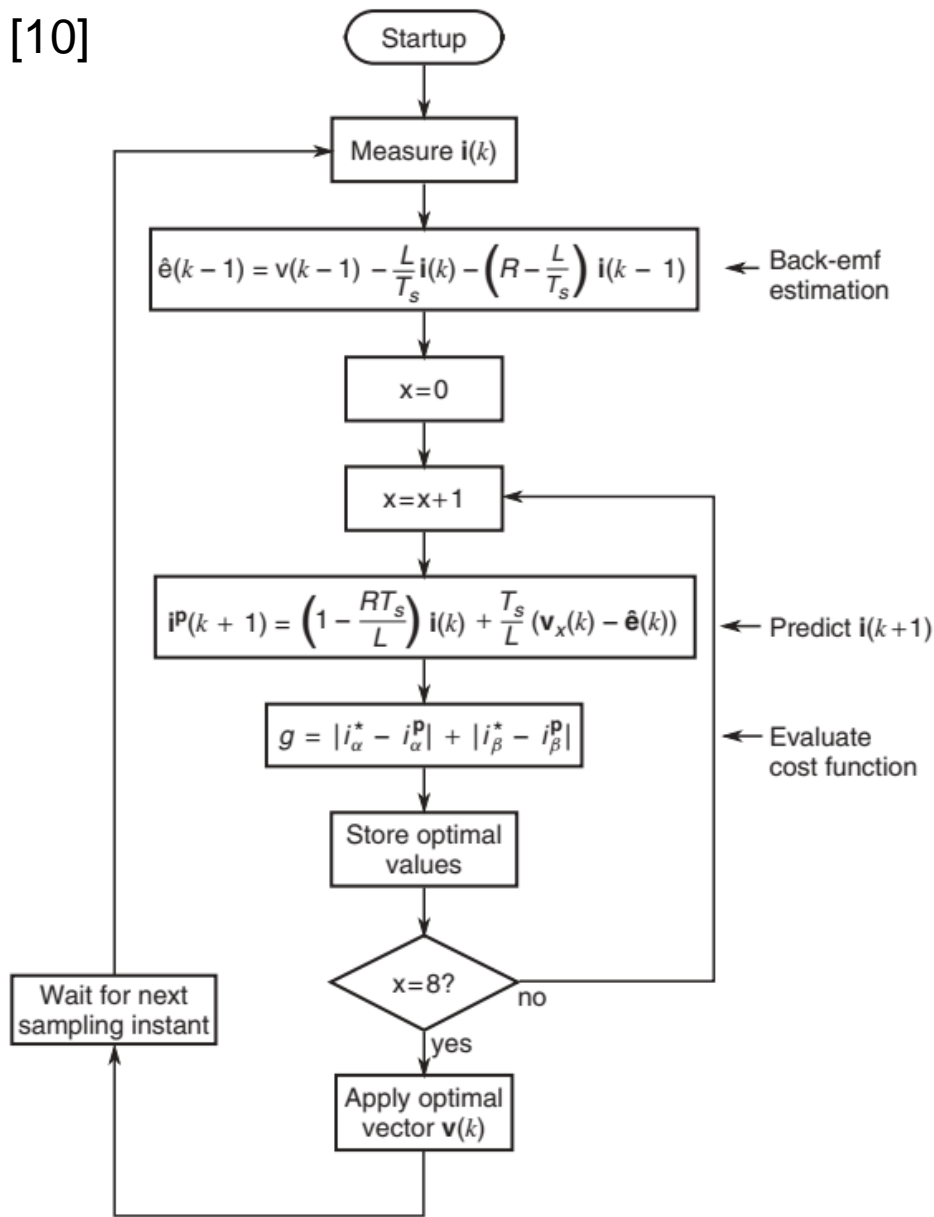 [10]
Startup
Measure i(k)
ê(k − 1) = v(k − 1) − L/T_s i(k) − (R − L/T_s) i(k − 1)
Back-emf
estimation
x=0
x=x+1
i^p(k + 1) = (1 − RT_s/L) i(k) + T_s/L (v_x(k) − ê(k))
Predict i(k+1)
g = |i*_α − i^p_α| + |i*_β − i^p_β|
Evaluate
cost function
Store optimal
values
x=8?
no
yes
Wait for next
sampling instant
Apply optimal
vector v(k)